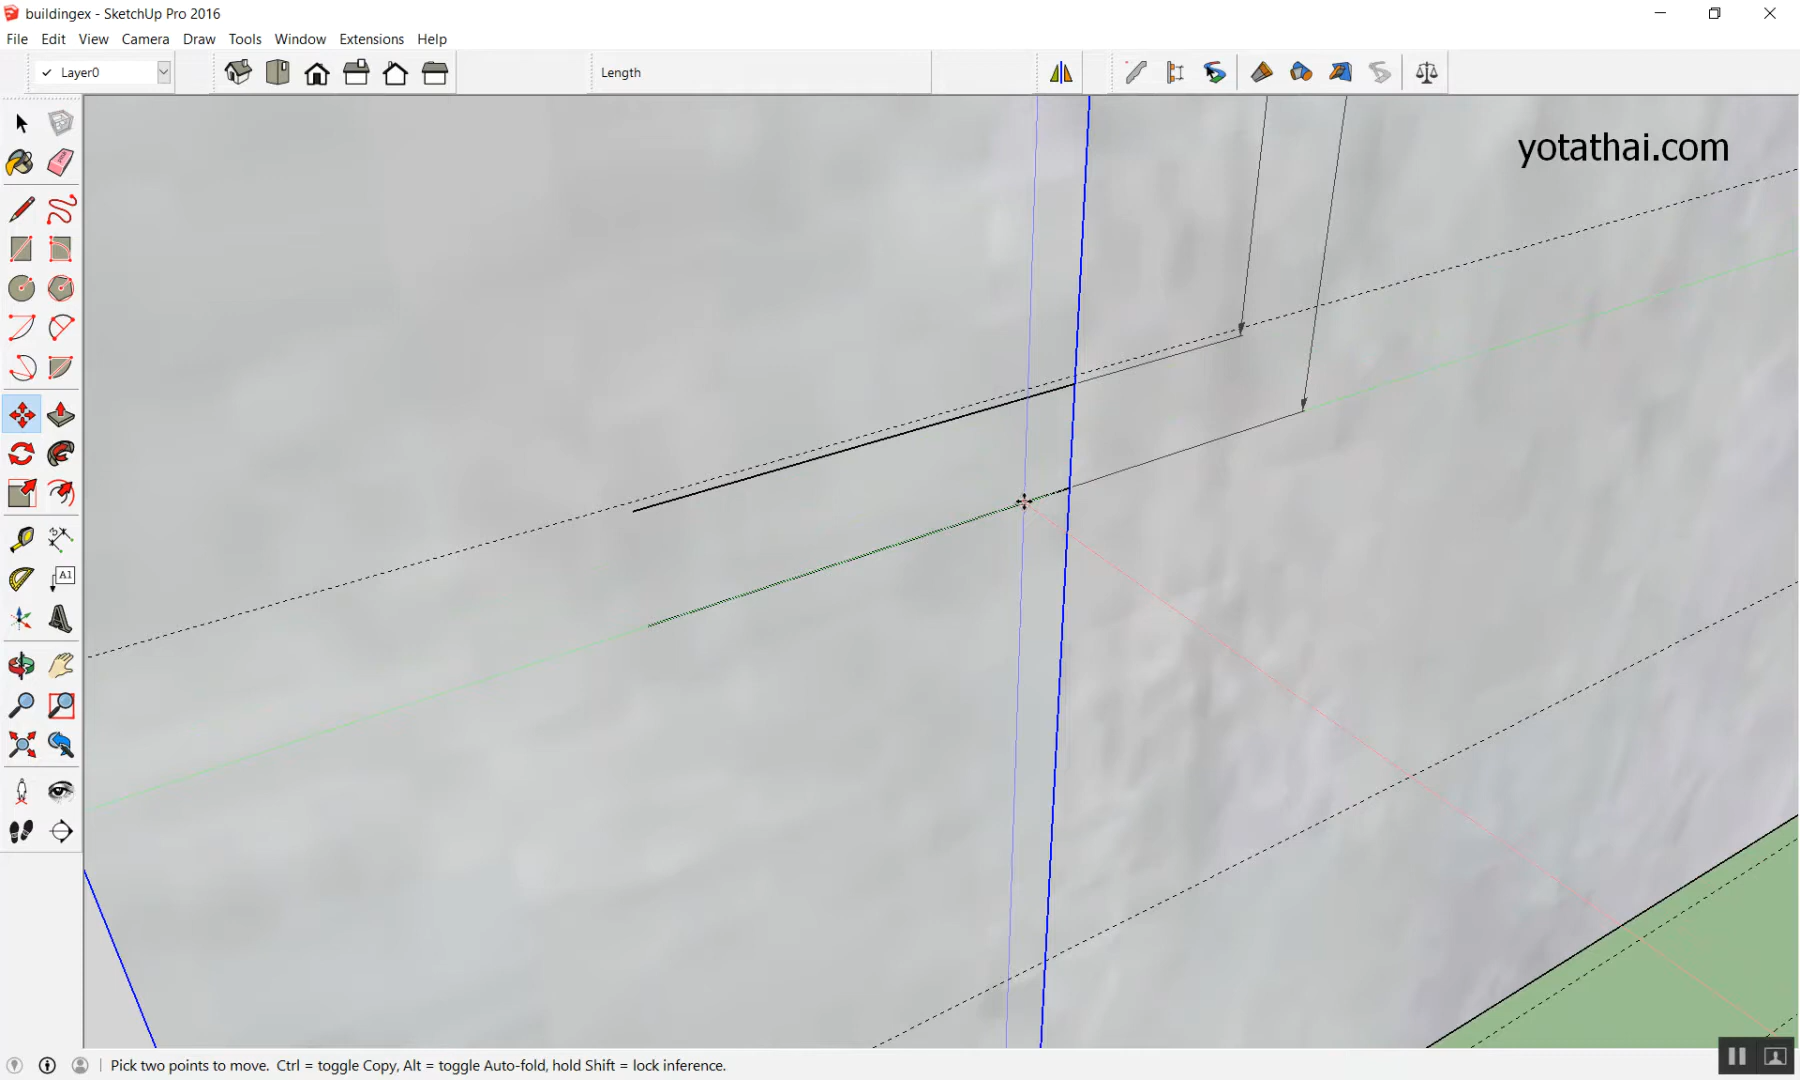 buildingex - SketchUp Pro 2016
File Edit View Camera Draw Tools Window Extensions Help
Layer0
Length
yotathai.com
A1
Pick two points to move. Ctrl = toggle Copy, Alt = toggle Auto-fold, hold Shift = lock inference.